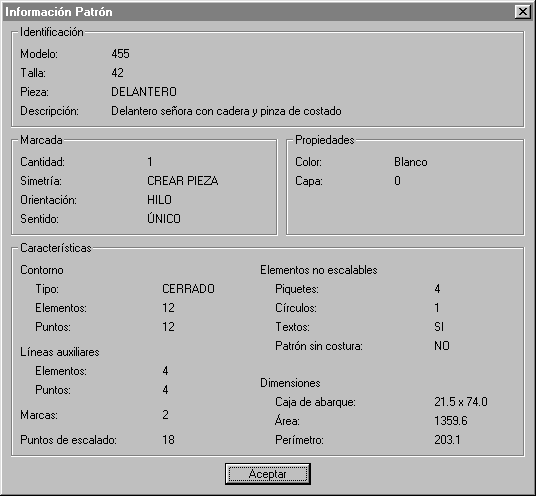 Información Patrón
Identificación
Modelo: 455
Talla: 42
Pieza: DELANTERO
Descripción: Delantero señora con cadera y pinza de costado
Marcada
Cantidad: 1
Simetría: CREAR PIEZA
Orientación: HILO
Sentido: ÚNICO
Propiedades
Color: Blanco
Capa: 0
Características
Contorno
Tipo: CERRADO
Elementos: 12
Puntos: 12
Líneas auxiliares
Elementos: 4
Puntos: 4
Marcas: 2
Puntos de escalado: 18
Elementos no escalables
Piquetes: 4
Círculos: 1
Textos: SI
Patrón sin costura: NO
Dimensiones
Caja de abarque: 21.5 x 74.0
Área: 1359.6
Perímetro: 203.1
Aceptar